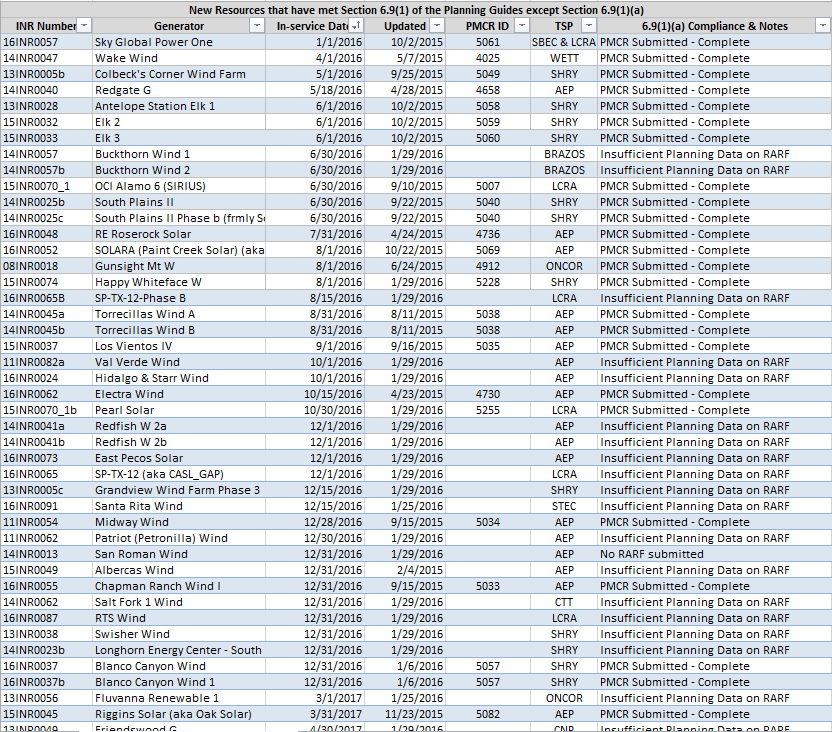 New Resources that have met Section 6.9(1) of the Planning Guides except Section 6.9(1)(a)
INR Number Generator In-service Date Updated PMCR ID TSP 6.9(1)(a) Compliance & Notes
16INR0057 Sky Global Power One 1/1/2016 10/2/2015 5061 SBEC & LCRA PMCR Submitted - Complete
14INR0047 Wake Wind 4/1/2016 5/7/2015 4025 WETT PMCR Submitted - Complete
13INR0005b Colbeck's Corner Wind Farm 5/1/2016 9/25/2015 5049 SHRY PMCR Submitted - Complete
14INR0040 Redgate G 5/18/2016 4/28/2015 4658 AEP PMCR Submitted - Complete
13INR0028 Antelope Station Elk 1 6/1/2016 10/2/2015 5058 SHRY PMCR Submitted - Complete
15INR0032 Elk 2 6/1/2016 10/2/2015 5059 SHRY PMCR Submitted - Complete
15INR0033 Elk 3 6/1/2016 10/2/2015 5060 SHRY PMCR Submitted - Complete
14INR0057 Buckthorn Wind 1 6/30/2016 1/29/2016 BRAZOS Insufficient Planning Data on RARF
14INR0057b Buckthorn Wind 2 6/30/2016 1/29/2016 BRAZOS Insufficient Planning Data on RARF
15INR0070_1 OCI Alamo 6 (SIRIUS) 6/30/2016 9/10/2015 5007 LCRA PMCR Submitted - Complete
14INR0025b South Plains II 6/30/2016 9/22/2015 5040 SHRY PMCR Submitted - Complete
14INR0025c South Plains II Phase b (frmly S 6/30/2016 9/22/2015 5040 SHRY PMCR Submitted - Complete
16INR0048 RE Roserock Solar 7/31/2016 4/24/2015 4736 AEP PMCR Submitted - Complete
16INR0052 SOLARA (Paint Creek Solar) (aka 8/1/2016 10/22/2015 5069 AEP PMCR Submitted - Complete
08INR0018 Gunsight Mt W 8/1/2016 6/24/2015 4912 ONCOR PMCR Submitted - Complete
15INR0074 Happy Whiteface W 8/1/2016 1/29/2016 5228 SHRY PMCR Submitted - Complete
16INR0065B SP-TX-12-Phase B 8/15/2016 1/29/2016 LCRA Insufficient Planning Data on RARF
14INR0045a Torrecillas Wind A 8/31/2016 8/11/2015 5038 AEP PMCR Submitted - Complete
14INR0045b Torrecillas Wind B 8/31/2016 8/11/2015 5038 AEP PMCR Submitted - Complete
15INR0037 Los Vientos IV 9/1/2016 9/16/2015 5035 AEP PMCR Submitted - Complete
11INR0082a Val Verde Wind 10/1/2016 1/29/2016 AEP Insufficient Planning Data on RARF
16INR0024 Hidalgo & Starr Wind 10/1/2016 1/29/2016 AEP Insufficient Planning Data on RARF
16INR0062 Electra Wind 10/15/2016 4/23/2015 4730 AEP PMCR Submitted - Complete
15INR0070_1b Pearl Solar 10/30/2016 1/29/2016 5255 LCRA PMCR Submitted - Complete
14INR0041a Redfish W 2a 12/1/2016 1/29/2016 AEP Insufficient Planning Data on RARF
14INR0041b Redfish W 2b 12/1/2016 1/29/2016 AEP Insufficient Planning Data on RARF
16INR0073 East Pecos Solar 12/1/2016 1/29/2016 AEP Insufficient Planning Data on RARF
16INR0065 SP-TX-12 (aka CASL_GAP) 12/1/2016 1/29/2016 LCRA Insufficient Planning Data on RARF
13INR0005c Grandview Wind Farm Phase 3 12/15/2016 1/29/2016 SHRY Insufficient Planning Data on RARF
16INR0091 Santa Rita Wind 12/15/2016 1/25/2016 STEC Insufficient Planning Data on RARF
11INR0054 Midway Wind 12/28/2016 9/15/2015 5034 AEP PMCR Submitted - Complete
11INR0062 Patriot (Petronilla) Wind 12/30/2016 1/29/2016 AEP Insufficient Planning Data on RARF
14INR0013 San Roman Wind 12/31/2016 1/29/2016 AEP No RARF submitted
15INR0049 Albercas Wind 12/31/2016 2/4/2015 AEP Insufficient Planning Data on RARF
16INR0055 Chapman Ranch Wind I 12/31/2016 9/15/2015 5033 AEP PMCR Submitted - Complete
14INR0062 Salt Fork 1 Wind 12/31/2016 1/29/2016 CTT Insufficient Planning Data on RARF
16INR0087 RTS Wind 12/31/2016 1/29/2016 LCRA Insufficient Planning Data on RARF
13INR0038 Swisher Wind 12/31/2016 1/29/2016 SHRY Insufficient Planning Data on RARF
14INR0023b Longhorn Energy Center - South 12/31/2016 1/29/2016 SHRY Insufficient Planning Data on RARF
16INR0037 Blanco Canyon Wind 12/31/2016 1/6/2016 5057 SHRY PMCR Submitted - Complete
16INR0037b Blanco Canyon Wind 1 12/31/2016 1/6/2016 5057 SHRY PMCR Submitted - Complete
13INR0056 Fluvanna Renewable 1 3/1/2017 1/25/2016 ONCOR Insufficient Planning Data on RARF
15INR0045 Riggins Solar (aka Oak Solar) 3/31/2017 11/23/2015 5082 AEP PMCR Submitted - Complete
13INR0049 Friendswood G 4/30/2017 1/29/2016 CNP Insufficient Planning Data on RARF